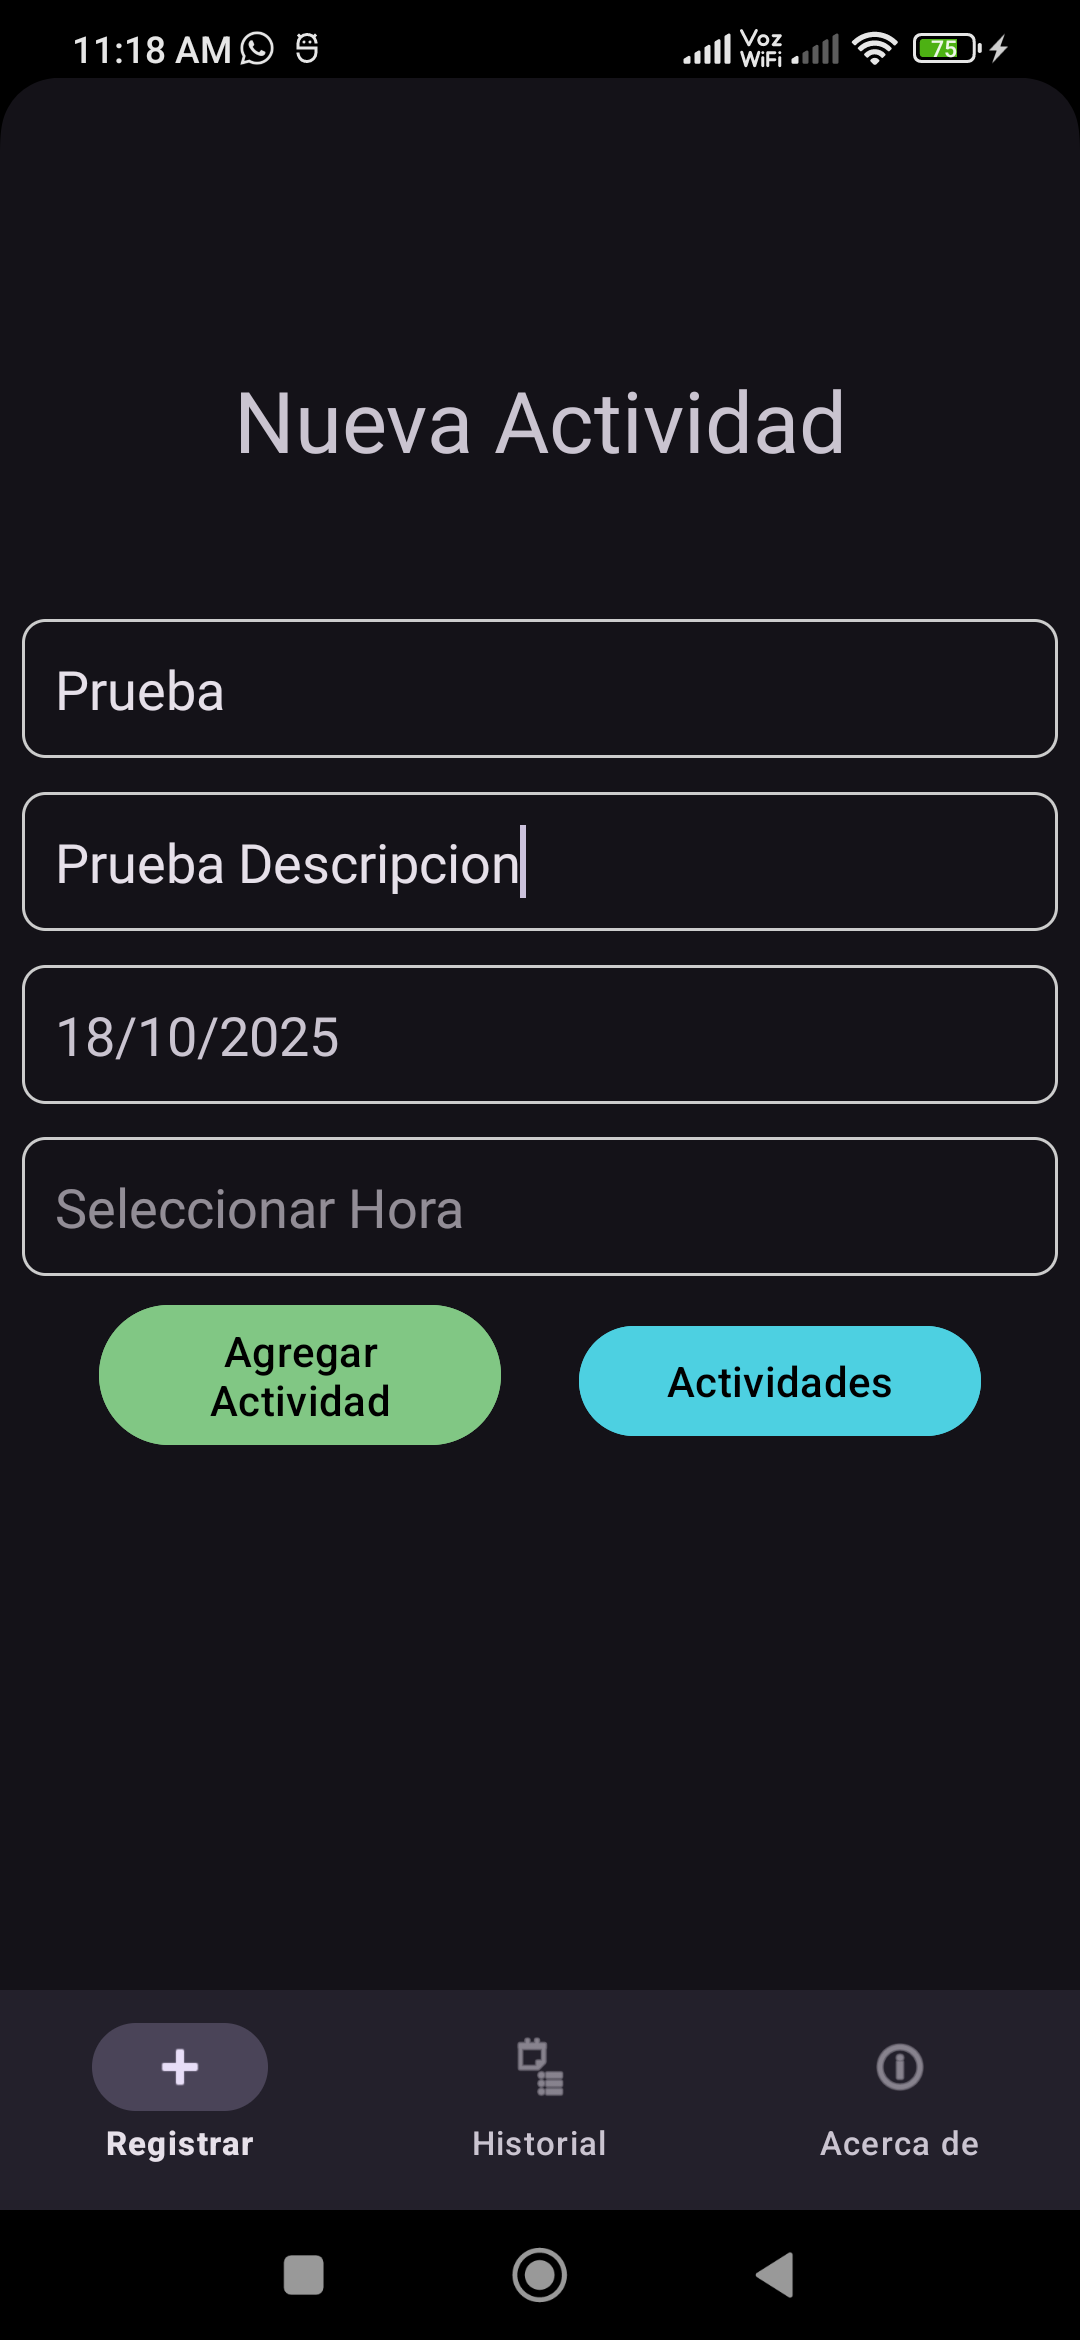 11:18 AM
Voz
WiFi
75
Nueva Actividad
Prueba
Prueba Descripcion
18/10/2025
Seleccionar Hora
Agregar
Actividad
Actividades
Registrar
Historial
Acerca de